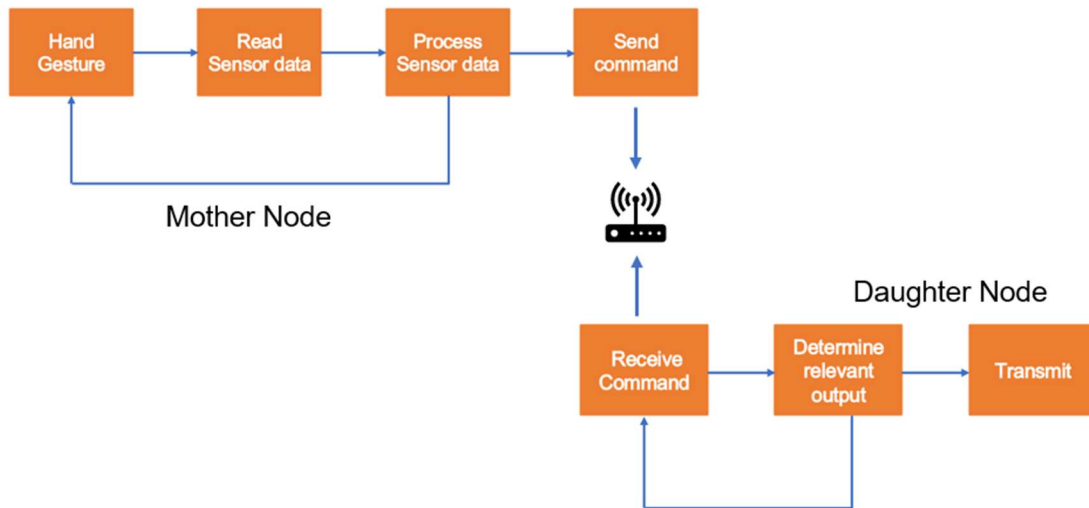 Hand
Gesture
Read
Sensor data
Process
Sensor data
Send
command
Mother Node
Daughter Node
Receive
Command
Determine
relevant
output
Transmit